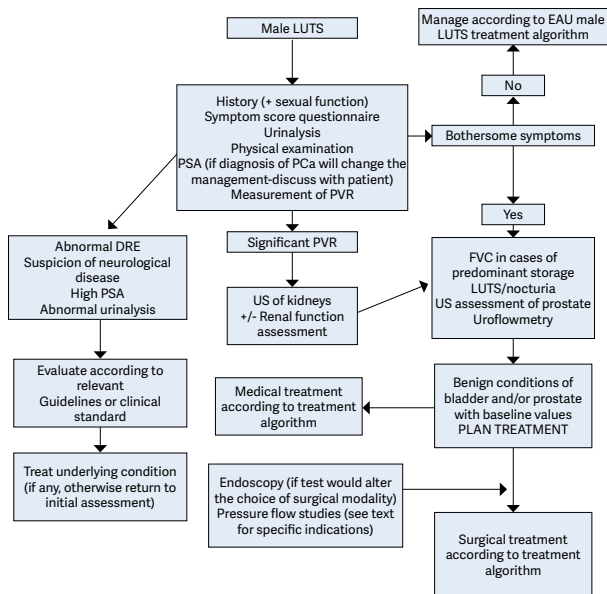 Male LUTS
Manage according to EAU male
LUTS treatment algorithm
No
History (+ sexual function)
Symptom score questionnaire
Urinalysis
Physical examination
PSA (if diagnosis of PCa will change the
management-discuss with patient)
Measurement of PVR
Bothersome symptoms
Yes
Abnormal DRE
Suspicion of neurological
disease
High PSA
Abnormal urinalysis
Significant PVR
US of kidneys
+/- Renal function
assessment
FVC in cases of
predominant storage
LUTS/nocturia
US assessment of prostate
Uroflowmetry
Evaluate according to
relevant
Guidelines or clinical
standard
Medical treatment
according to treatment
algorithm
Benign conditions of
bladder and/or prostate
with baseline values
PLAN TREATMENT
Treat underlying condition
(if any, otherwise return to
initial assessment)
Endoscopy (if test would alter
the choice of surgical modality)
Pressure flow studies (see text
for specific indications)
Surgical treatment
according to treatment
algorithm